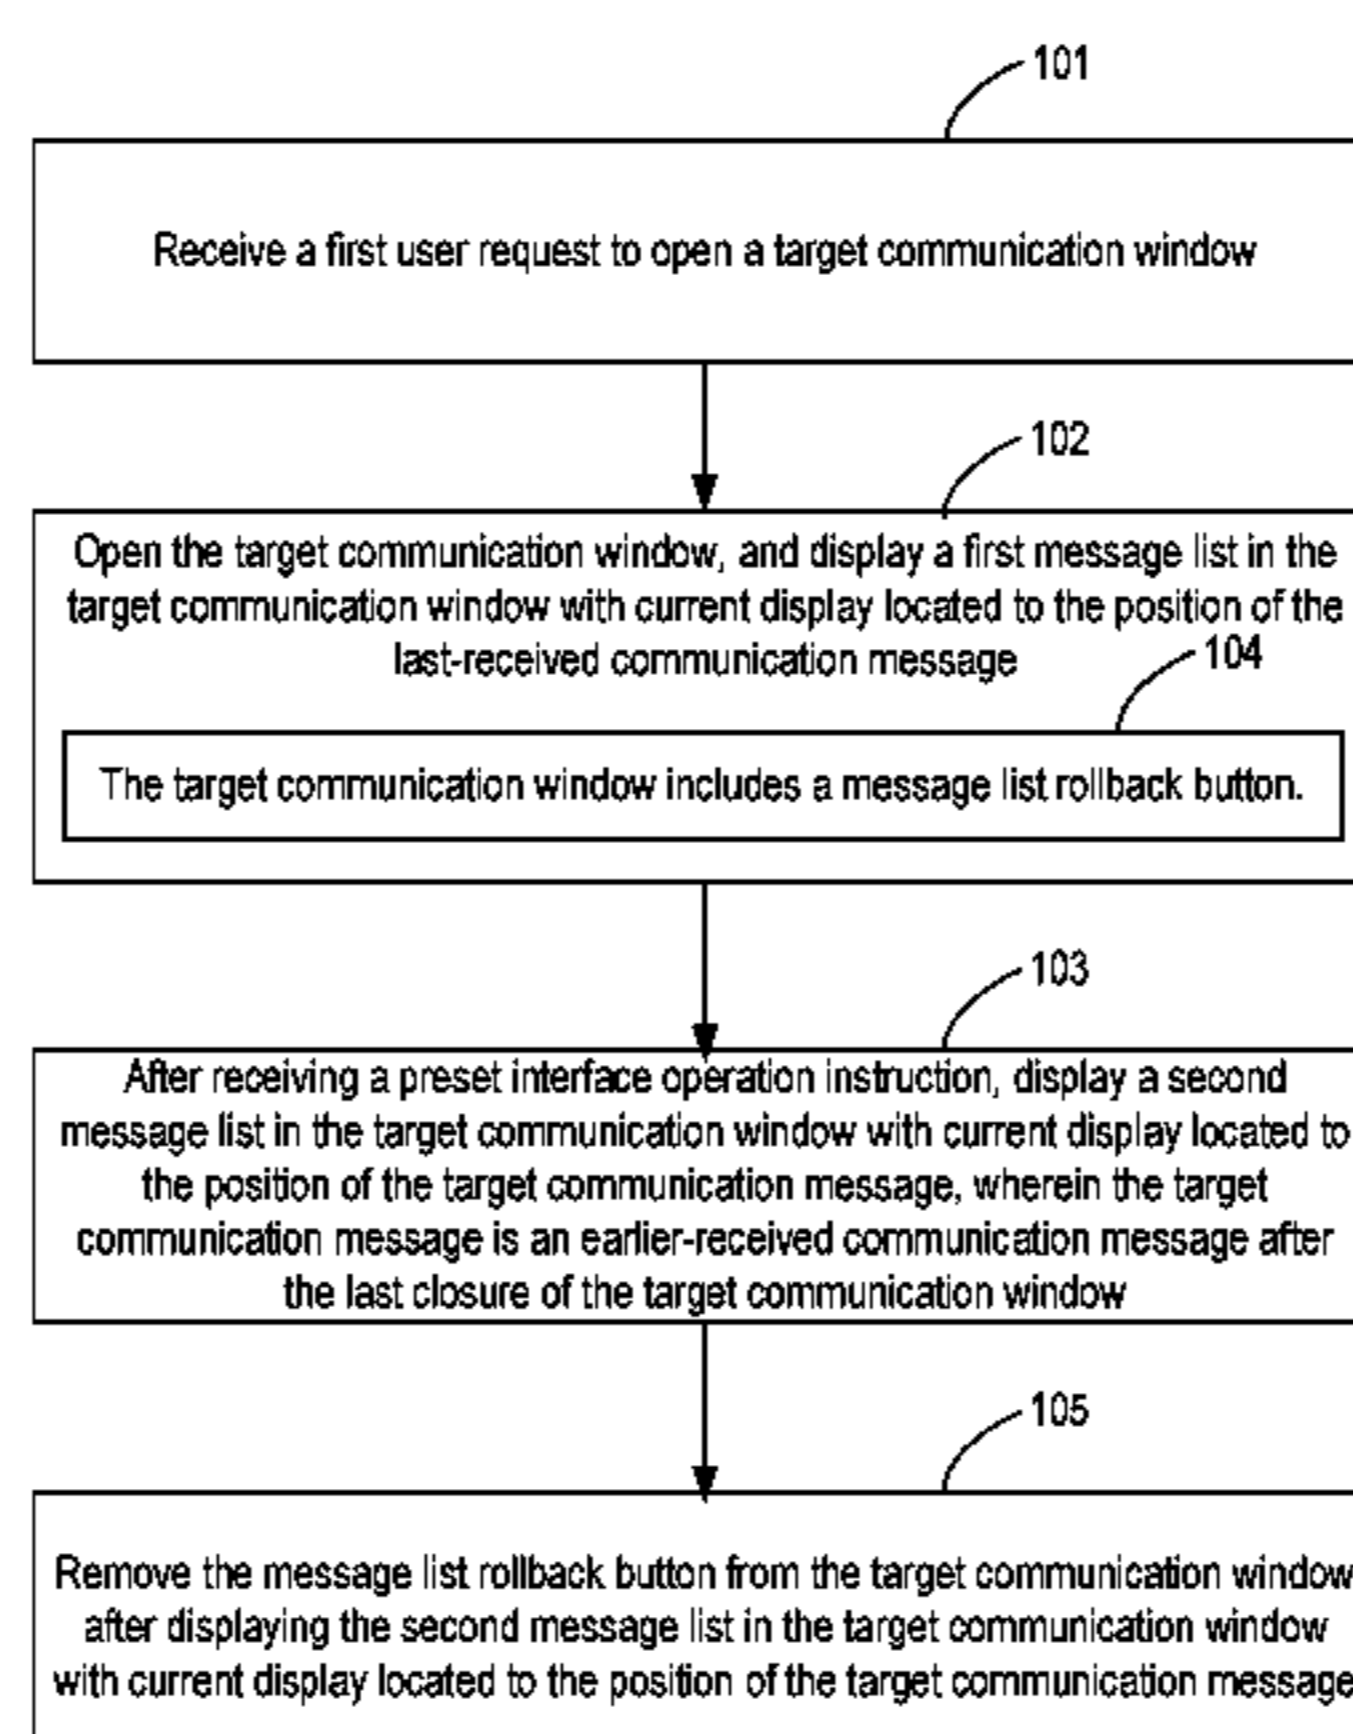 101
Receive a first user request to open a target communication window
102
Open the target communication window, and display a first message list in the
target communication window with current display located to the position of the
last-received communication message
104
The target communication window includes a message list rollback button.
103
After receiving a preset interface operation instruction, display a second
message list in the target communication window with current display located to
the position of the target communication message, wherein the target
communication message is an earlier-received communication message after
the last closure of the target communication window
105
Remove the message list rollback button from the target communication window
after displaying the second message list in the target communication window
with current display located to the position of the target communication message